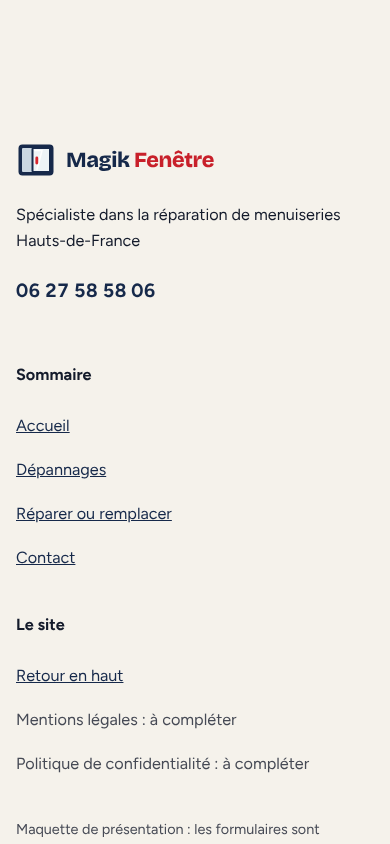 Magik Fenêtre
Spécialiste dans la réparation de menuiseries
Hauts-de-France
06 27 58 58 06
Sommaire
Accueil
Dépannages
Réparer ou remplacer
Contact
Le site
Retour en haut
Mentions légales : à compléter
Politique de confidentialité : à compléter
Maquette de présentation : les formulaires sont